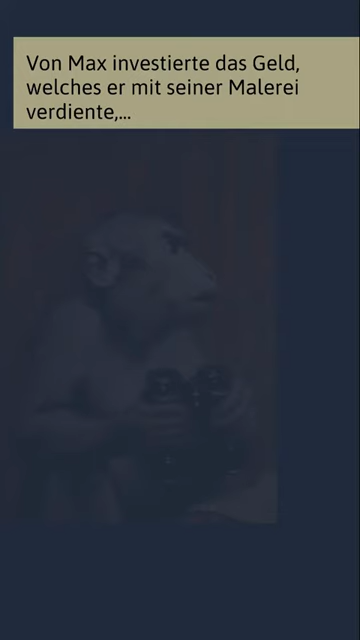 Von Max investierte das Geld,
welches er mit seiner Malerei
verdiente,...